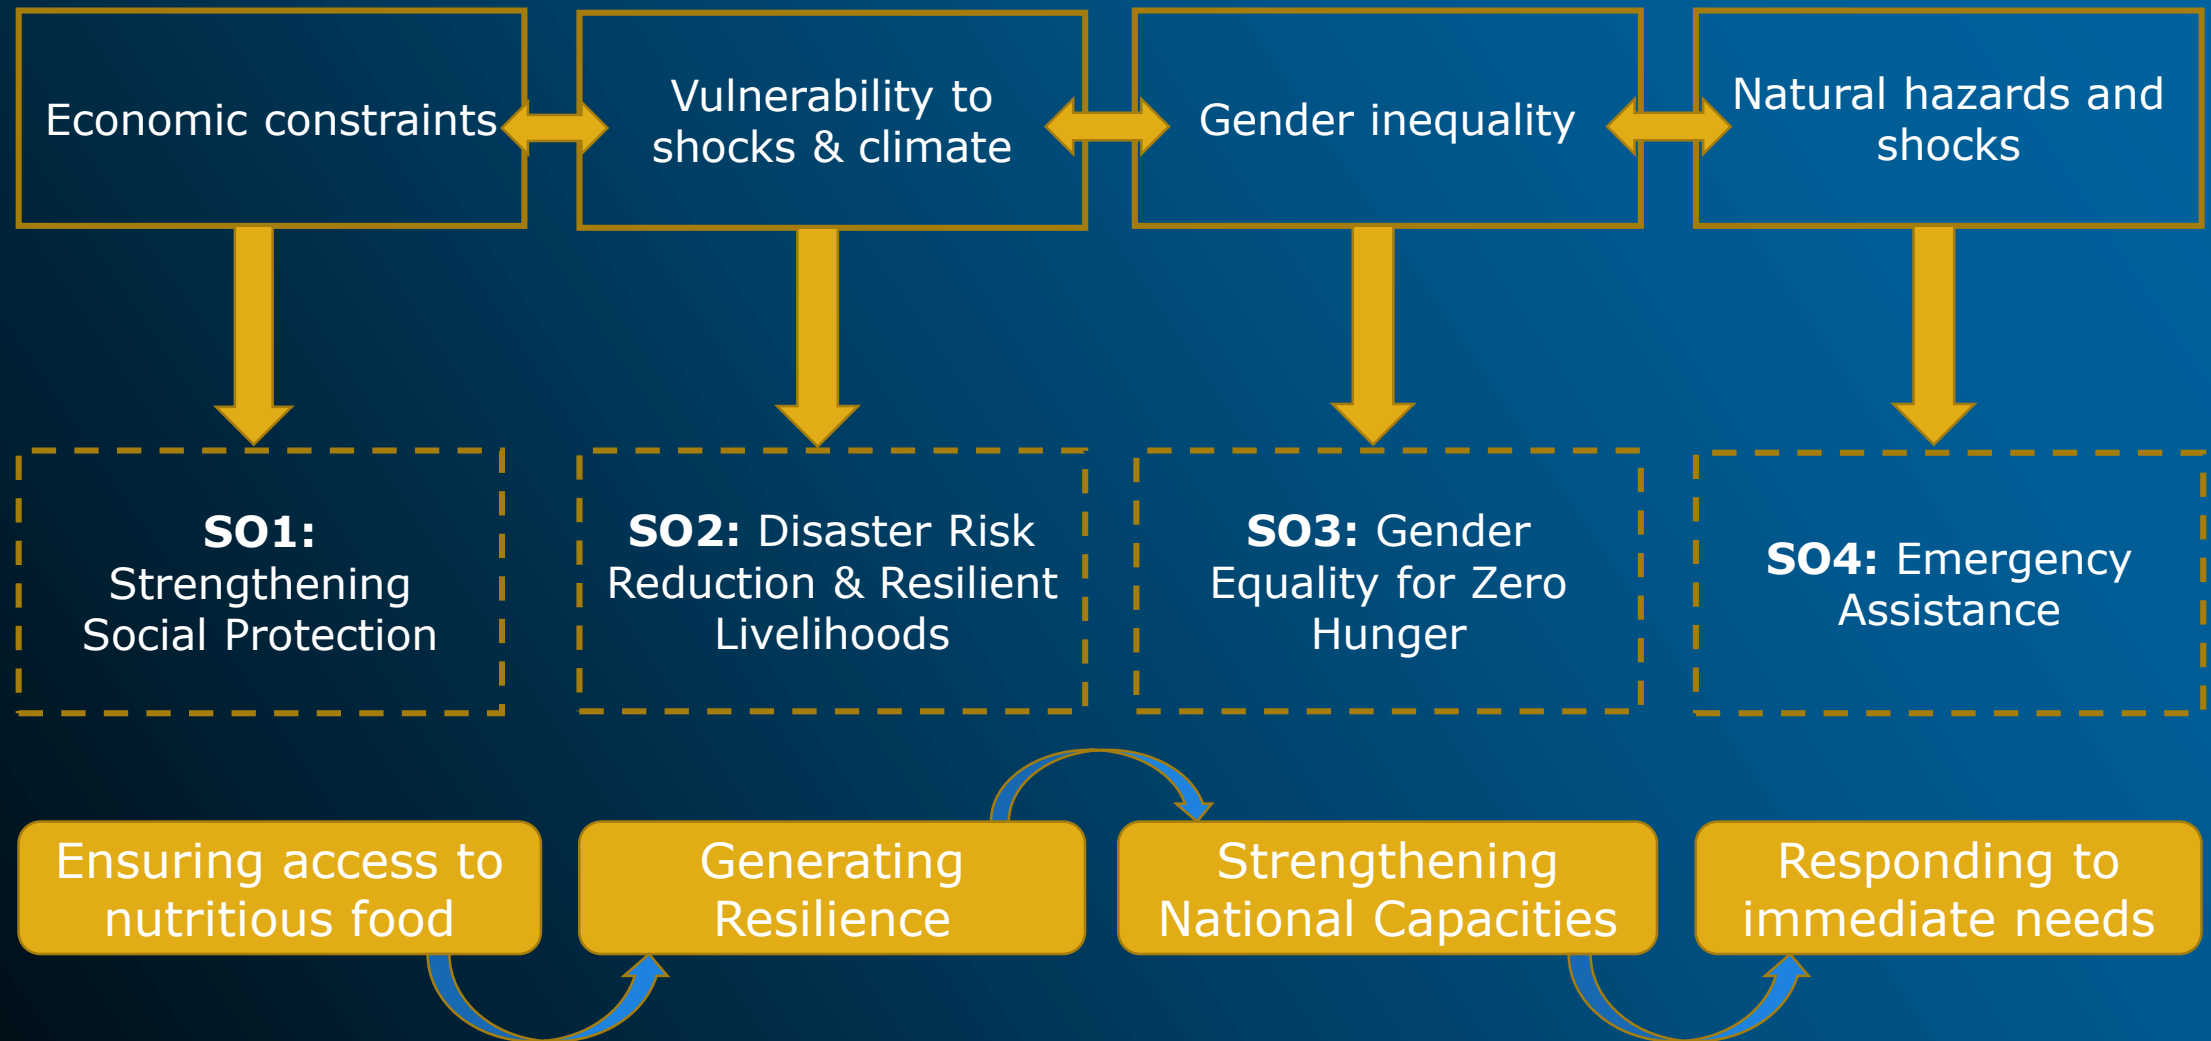 Economic constraints
Vulnerability to
shocks & climate
Gender inequality
Natural hazards and
shocks
SO1:
Strengthening
Social Protection
SO2: Disaster Risk
Reduction & Resilient
Livelihoods
SO3: Gender
Equality for Zero
Hunger
SO4: Emergency
Assistance
Ensuring access to
nutritious food
Generating
Resilience
Strengthening
National Capacities
Responding to
immediate needs